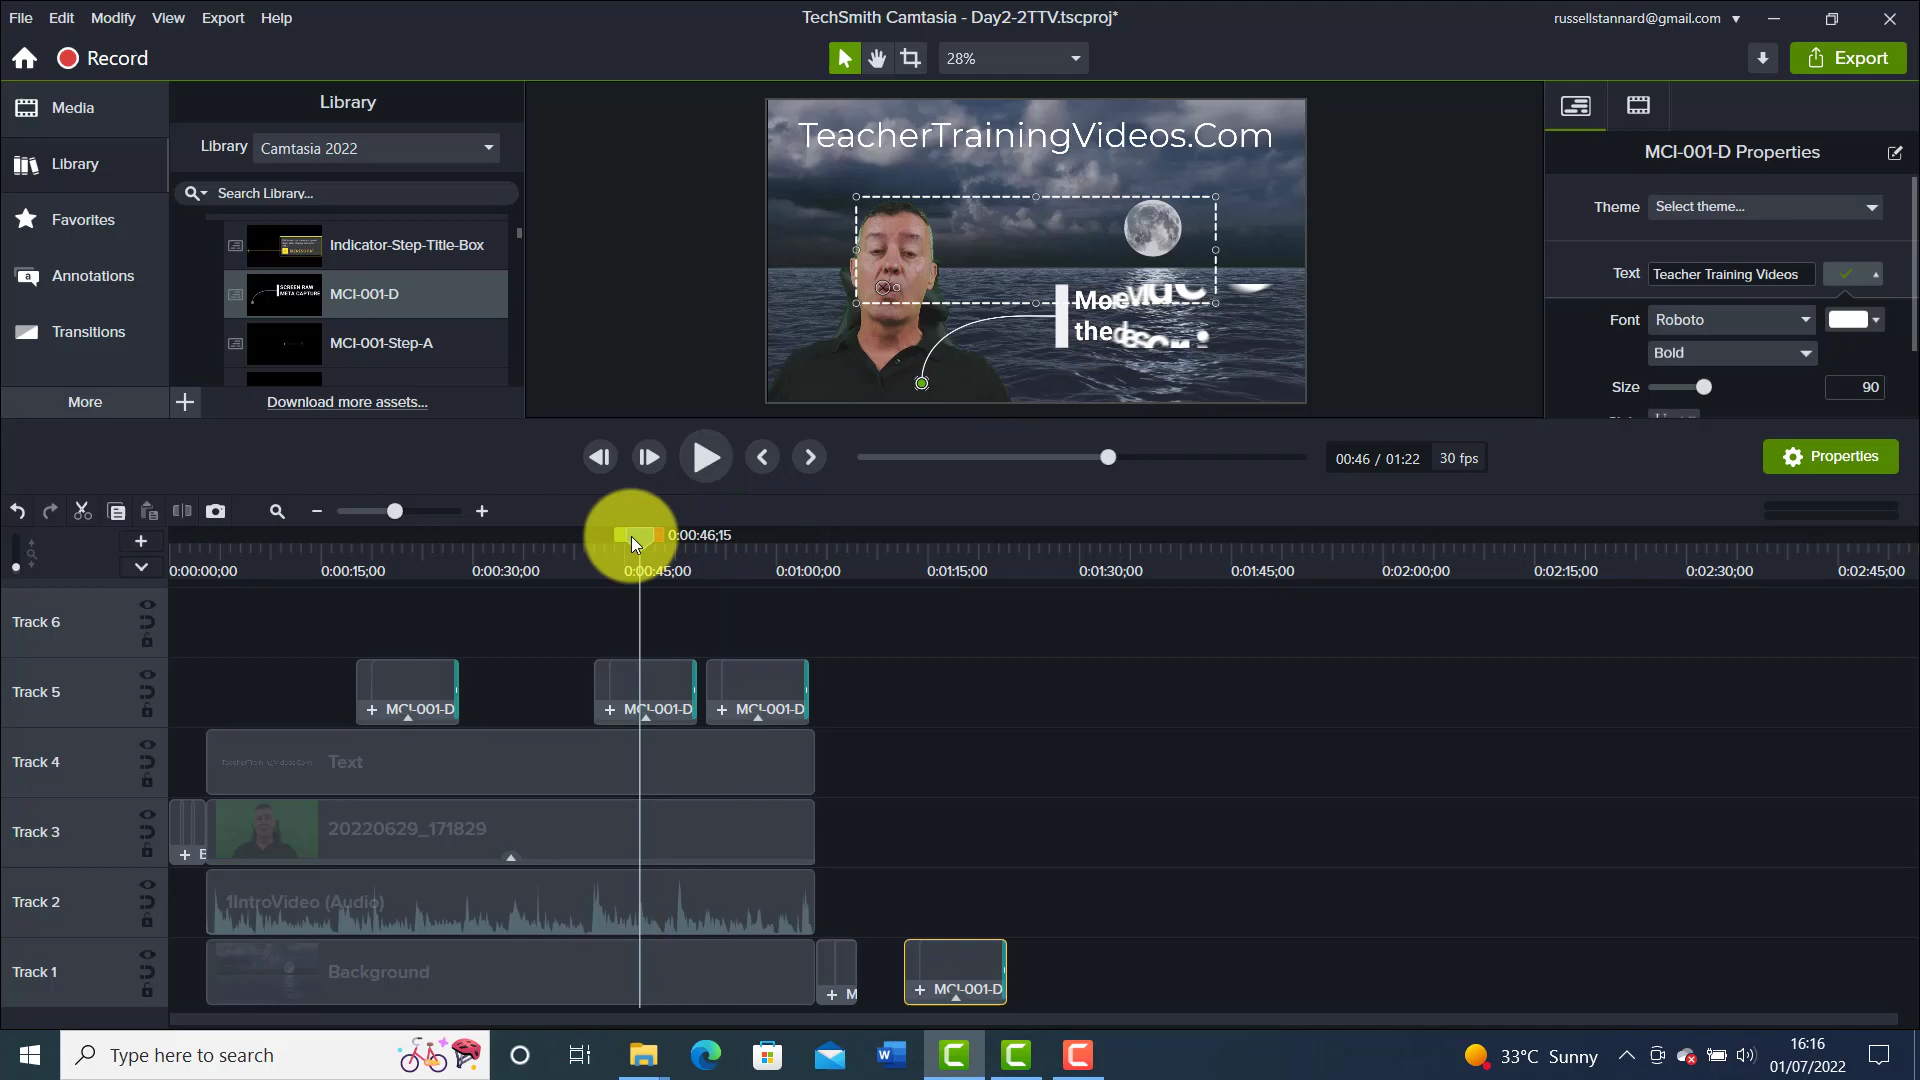 File Edit Modify View Export Help
TechSmith Camtasia - Day2-2TTV.tscproj*
russellstannard@gmail.com
Record
28%
Export
Media
Library
Favorites
Annotations
Transitions
More
Library
Library Camtasia 2022
Search Library...
Indicator-Step-Title-Box
SCREEN RAW
META CAPTURE
MCI-001-D
MCI-001-Step-A
Download more assets...
TeacherTrainingVideos.Com
MCI-001-D Properties
Theme Select theme...
Text Teacher Training Videos
Font Roboto
Bold
Size 90
00:46 / 01:22 30 fps
Properties
0:00:46;15
0:00:00;00 0:00:15;00 0:00:30;00 0:00:45;00 0:01:00;00 0:01:15;00 0:01:30;00 0:01:45;00 0:02:00;00 0:02:15;00 0:02:30;00 0:02:45;00
Track 6
Track 5
MCI-001-D MCI-001-D MCI-001-D
Track 4
TeacherTrainingVideos.Com Text
Track 3
20220629_171829
Track 2
1IntroVideo (Audio)
Track 1
Background
M
MCI-001-D
Type here to search
33°C Sunny
16:16
01/07/2022